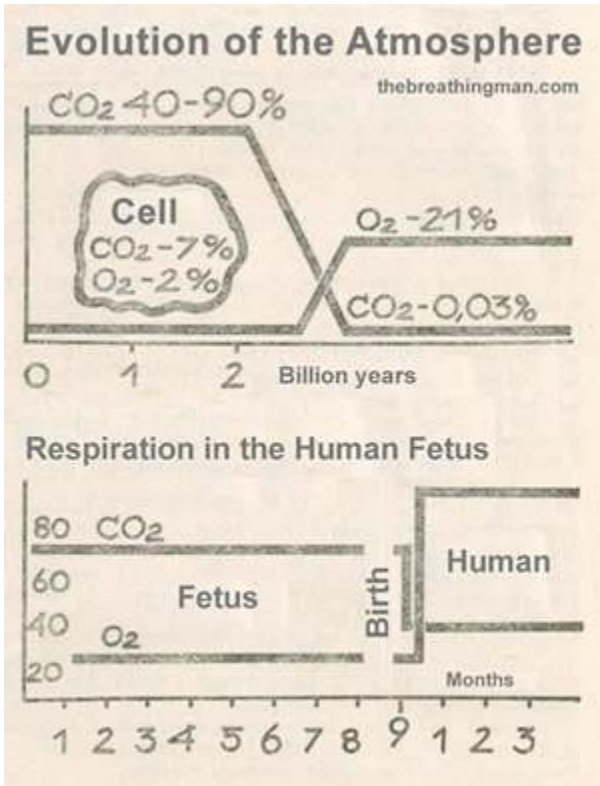 Evolution of the Atmosphere
thebreathingman.com
CO2 40-90%
Cell
CO2-7%
O2-2%
O2-21%
CO2-0,03%
0 1 2 Billion years
Respiration in the Human Fetus
80 CO2
60
40
20
Fetus
O2
Birth
Human
Months
1 2 3 4 5 6 7 8 9 1 2 3